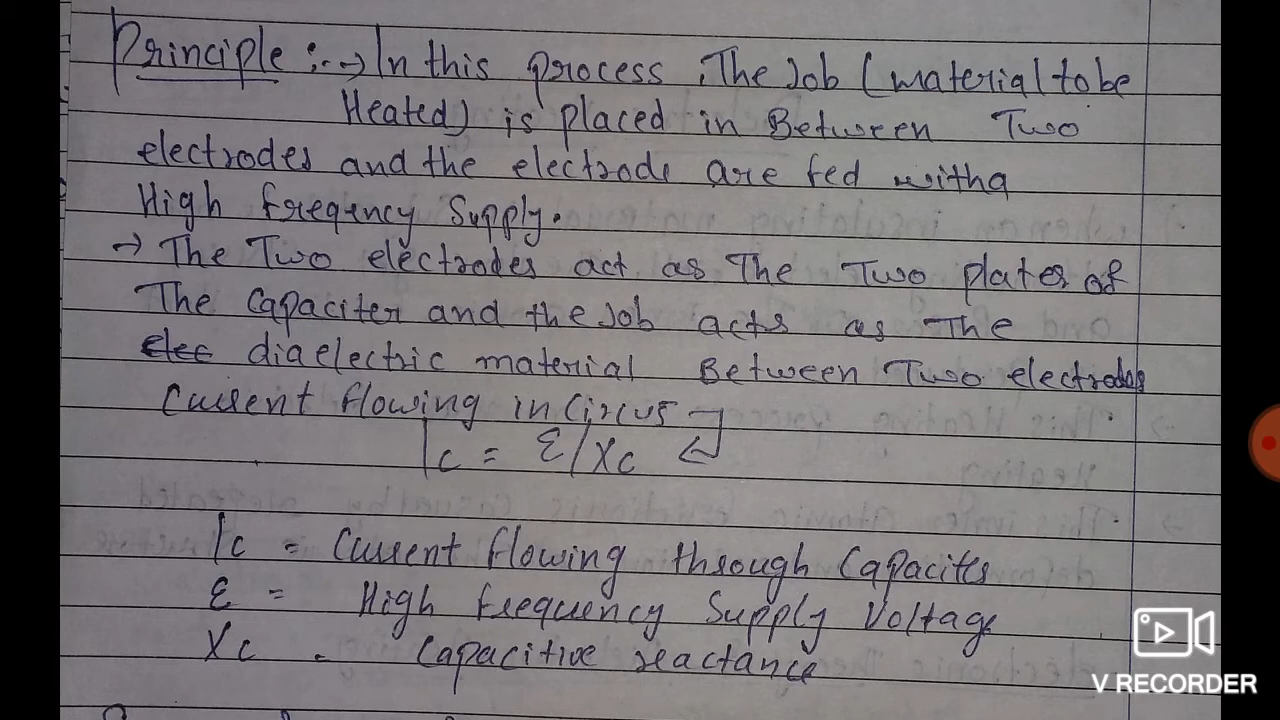 Principle :-→ In this process, The Job (material to be
Heated) is placed in Between Two
electrodes and the electrode are fed with a
High freqency Supply.
→ The Two electrodes act as The Two plates of
The Capaciter and the Job acts as The
diaelectric material Between Two electrodes
Current flowing in
Ic = E/Xc
Ic = Current flowing through
E = High frequency Supply Voltage
Xc = Capacitive reactance
V RECORDER